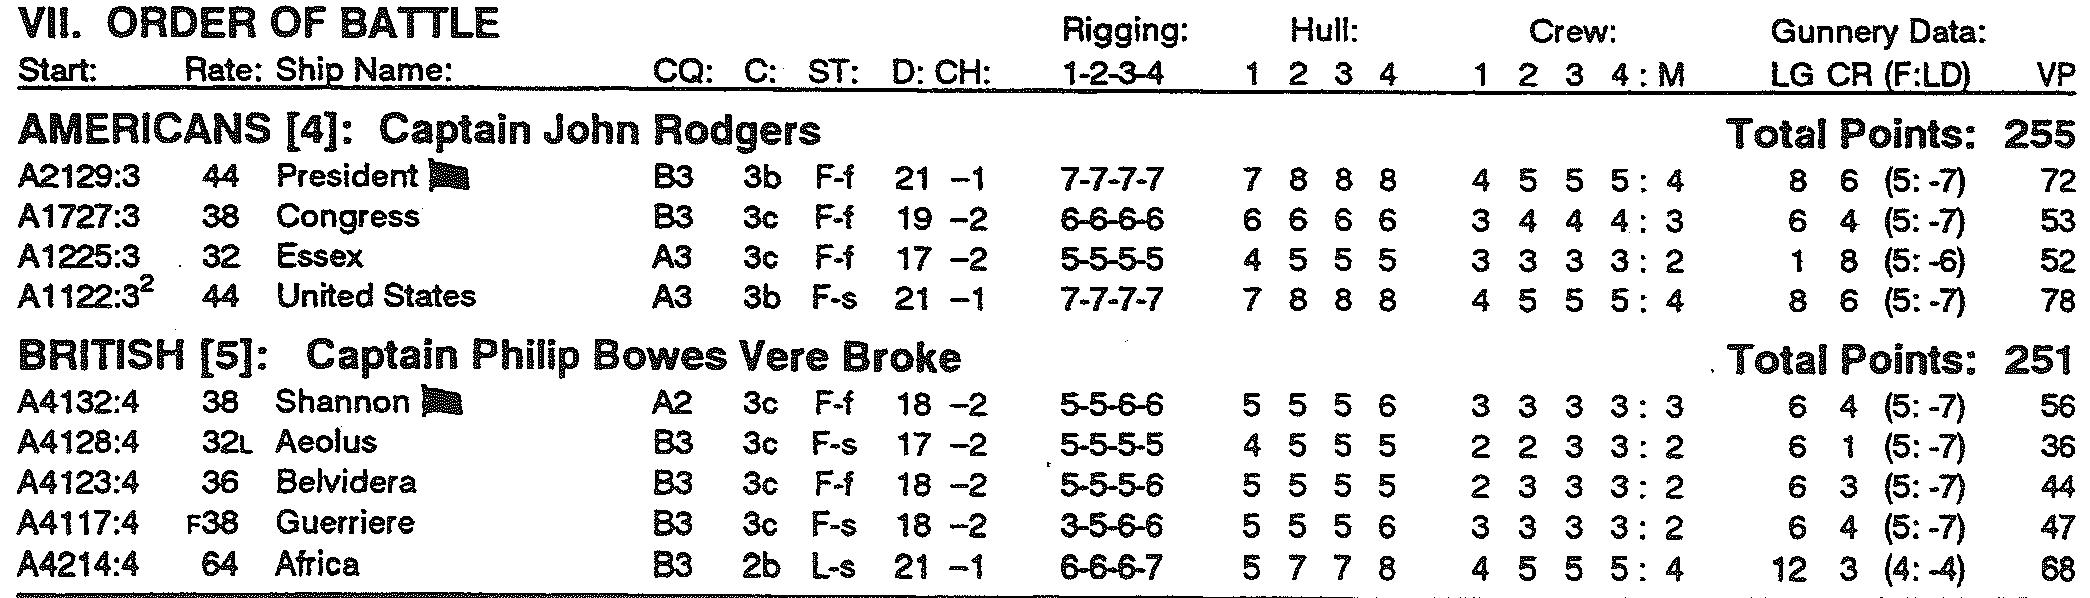 VII. ORDER OF BATTLE Rigging: Hull: Crew: Gunnery Data:
Start: Rate: Ship Name: CQ: C: ST: D: CH: 1-2-3-4 1 2 3 4 1 2 3 4 : M LG CR (F:LD) VP
AMERICANS [4]: Captain John Rodgers Total Points: 255
A2129:3 44 President B3 3b F-f 21 -1 7-7-7-7 7 8 8 8 4 5 5 5 : 4 8 6 (5: -7) 72
A1727:3 38 Congress B3 3c F-f 19 -2 6-6-6-6 6 6 6 6 3 4 4 4 : 3 6 4 (5: -7) 53
A1225:3 32 Essex A3 3c F-f 17 -2 5-5-5-5 4 5 5 5 3 3 3 3 : 2 1 8 (5: -6) 52
A1122:3² 44 United States A3 3b F-s 21 -1 7-7-7-7 7 8 8 8 4 5 5 5 : 4 8 6 (5: -7) 78
BRITISH [5]: Captain Philip Bowes Vere Broke Total Points: 251
A4132:4 38 Shannon A2 3c F-f 18 -2 5-5-6-6 5 5 5 6 3 3 3 3 : 3 6 4 (5: -7) 56
A4128:4 32L Aeolus B3 3c F-s 17 -2 5-5-5-5 4 5 5 5 2 2 3 3 : 2 6 1 (5: -7) 36
A4123:4 36 Belvidera B3 3c F-f 18 -2 5-5-5-6 5 5 5 5 2 3 3 3 : 2 6 3 (5: -7) 44
A4117:4 F38 Guerriere B3 3c F-s 18 -2 3-5-6-6 5 5 5 6 3 3 3 3 : 2 6 4 (5: -7) 47
A4214:4 64 Africa B3 2b L-s 21 -1 6-6-6-7 5 7 7 8 4 5 5 5 : 4 12 3 (4: -4) 68